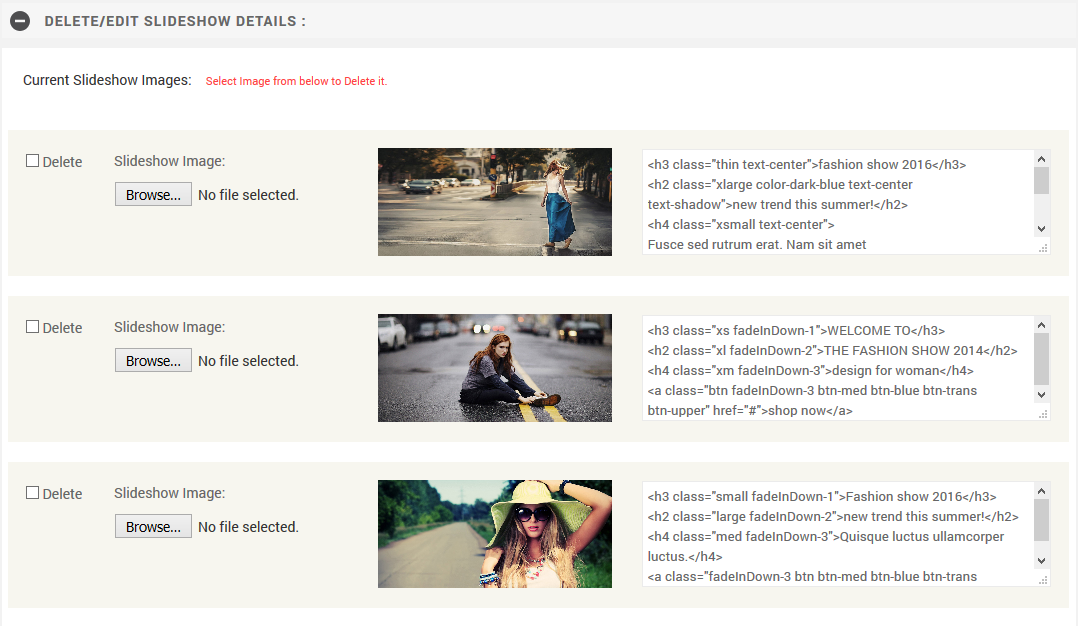 DELETE/EDIT SLIDESHOW DETAILS :
Current Slideshow Images: Select Image from below to Delete it.
Delete
Slideshow Image:
Browse... No file selected.
<h3 class="thin text-center">fashion show 2016</h3>
<h2 class="xlarge color-dark-blue text-center
text-shadow">new trend this summer!</h2>
<h4 class="xsmall text-center">
Fusce sed rutrum erat. Nam sit amet
Delete
Slideshow Image:
Browse... No file selected.
<h3 class="xs fadeInDown-1">WELCOME TO</h3>
<h2 class="xl fadeInDown-2">THE FASHION SHOW 2014</h2>
<h4 class="xm fadeInDown-3">design for woman</h4>
<a class="btn fadeInDown-3 btn-med btn-blue btn-trans
btn-upper" href="#">shop now</a>
Delete
Slideshow Image:
Browse... No file selected.
<h3 class="small fadeInDown-1">Fashion show 2016</h3>
<h2 class="large fadeInDown-2">new trend this summer!</h2>
<h4 class="med fadeInDown-3">Quisque luctus ullamcorper
luctus.</h4>
<a class="fadeInDown-3 btn btn-med btn-blue btn-trans